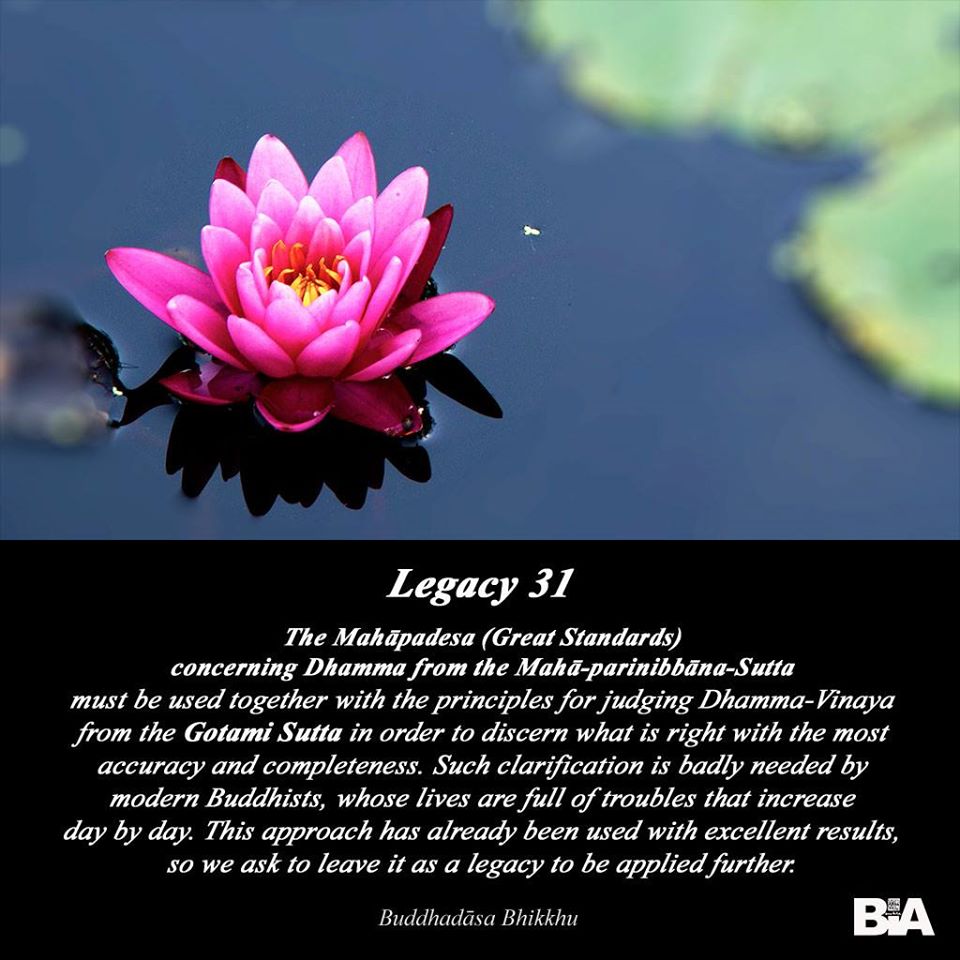 Legacy 31
The Mahāpadesa (Great Standards)
concerning Dhamma from the Mahā-parinibbāna-Sutta
must be used together with the principles for judging Dhamma-Vinaya
from the Gotami Sutta in order to discern what is right with the most
accuracy and completeness. Such clarification is badly needed by
modern Buddhists, whose lives are full of troubles that increase
day by day. This approach has already been used with excellent results,
so we ask to leave it as a legacy to be applied further.
Buddhadāsa Bhikkhu
BIA